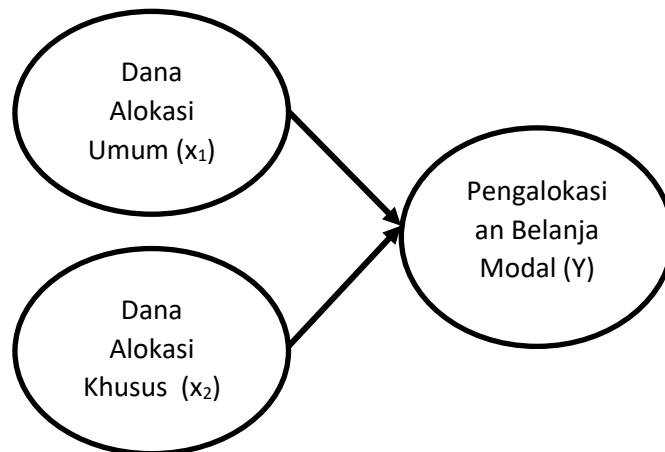 Dana
Alokasi
Umum (x₁)
Dana
Alokasi
Khusus (x₂)
Pengalokasi
an Belanja
Modal (Y)